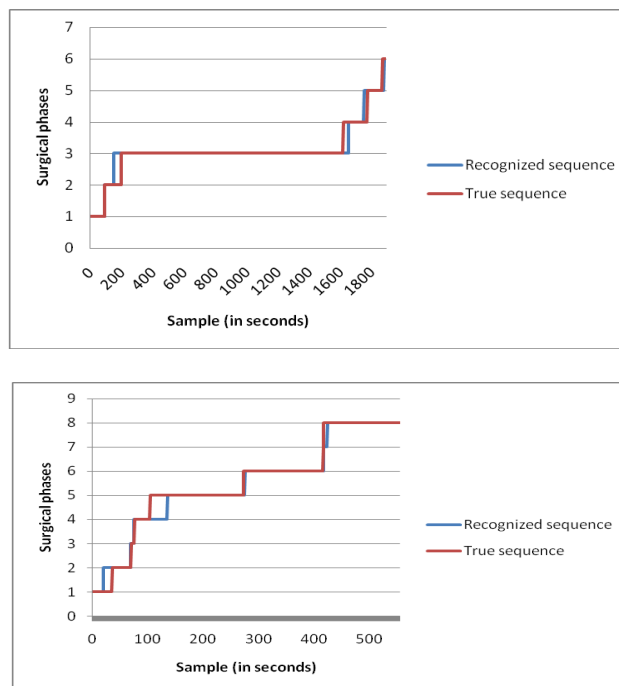 7
6
5
4
3
2
1
0
Surgical phases
0 200 400 600 800 1000 1200 1400 1600 1800
Sample (in seconds)
Recognized sequence
True sequence
9
8
7
6
5
4
3
2
1
0
Surgical phases
0 100 200 300 400 500
Sample (in seconds)
Recognized sequence
True sequence